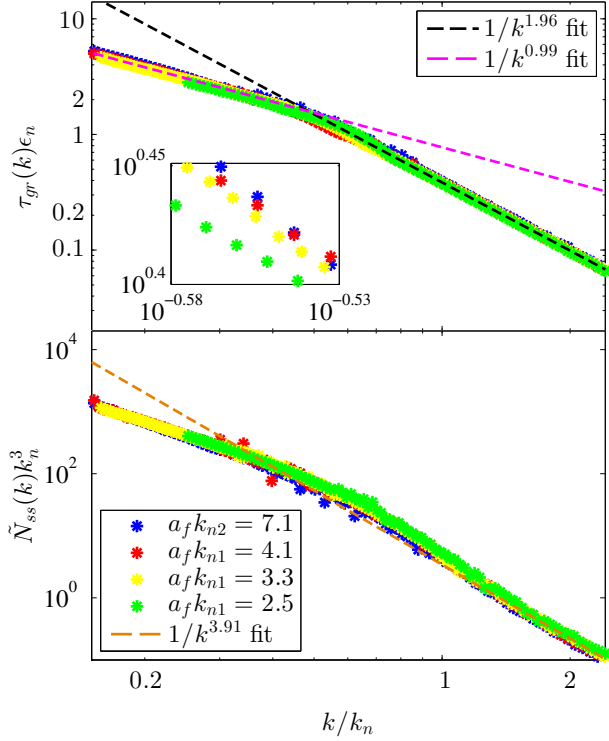 10
2
1
0.2
0.1
τ_gr(k)ϵ_n
1/k^1.96 fit
1/k^0.99 fit
10^0.45
10^0.4
10^−0.58
10^−0.53
10^4
10^2
10^0
Ñ_ss(k)k_n^3
a_f k_n2 = 7.1
a_f k_n1 = 4.1
a_f k_n1 = 3.3
a_f k_n1 = 2.5
1/k^3.91 fit
0.2
1
2
k/k_n